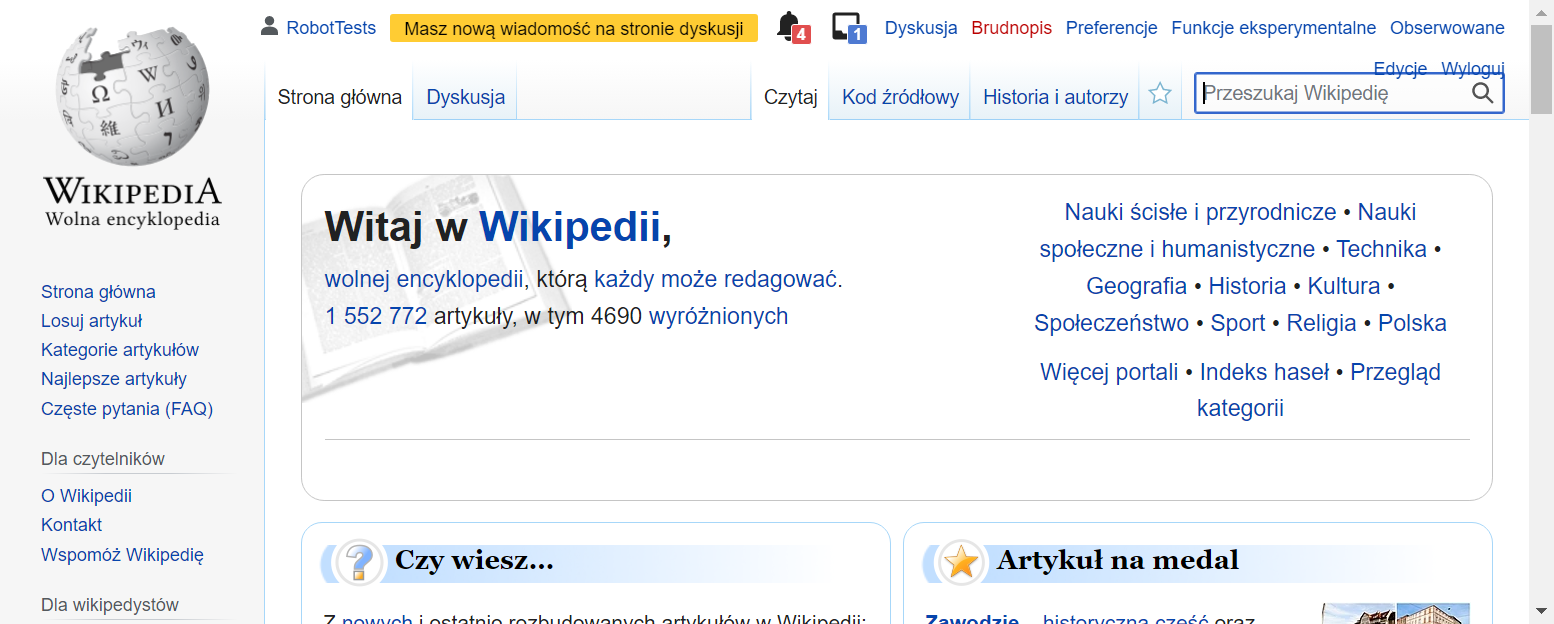 RobotTests Masz nową wiadomość na stronie dyskusji 4 1 Dyskusja Brudnopis Preferencje Funkcje eksperymentalne Obserwowane
Edycje Wyloguj
Strona główna Dyskusja Czytaj Kod źródłowy Historia i autorzy Przeszukaj Wikipedię
WIKIPEDIA
Wolna encyklopedia
Strona główna
Losuj artykuł
Kategorie artykułów
Najlepsze artykuły
Częste pytania (FAQ)
Dla czytelników
O Wikipedii
Kontakt
Wspomóż Wikipedię
Dla wikipedystów
Witaj w Wikipedii,
wolnej encyklopedii, którą każdy może redagować.
1 552 772 artykuły, w tym 4690 wyróżnionych
Nauki ścisłe i przyrodnicze • Nauki
społeczne i humanistyczne • Technika •
Geografia • Historia • Kultura •
Społeczeństwo • Sport • Religia • Polska
Więcej portali • Indeks haseł • Przegląd
kategorii
Czy wiesz...
Z nowych i ostatnio rozbudowanych artykułów w Wikipedii:
Artykuł na medal
Zawodzie – historyczna część oraz